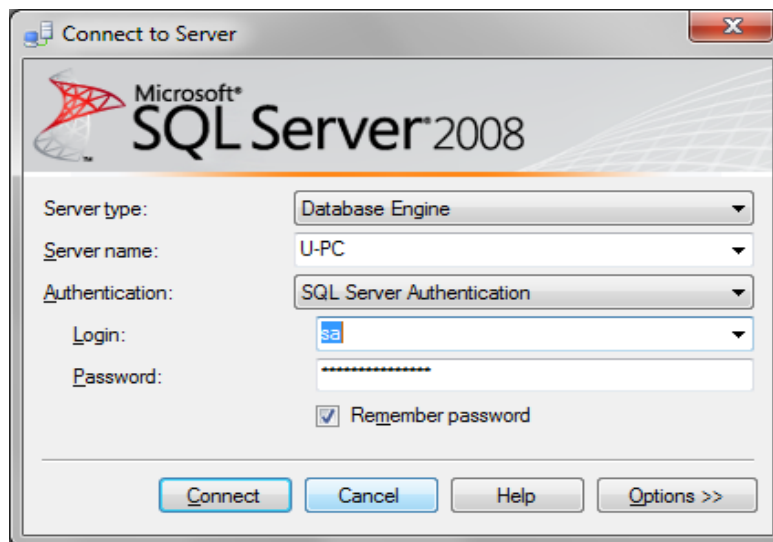 Connect to Server
Microsoft®
SQL Server® 2008
™
Server type: Database Engine
Server name: U-PC
Authentication: SQL Server Authentication
Login: sa
Password: ***************
Remember password
Connect Cancel Help Options >>